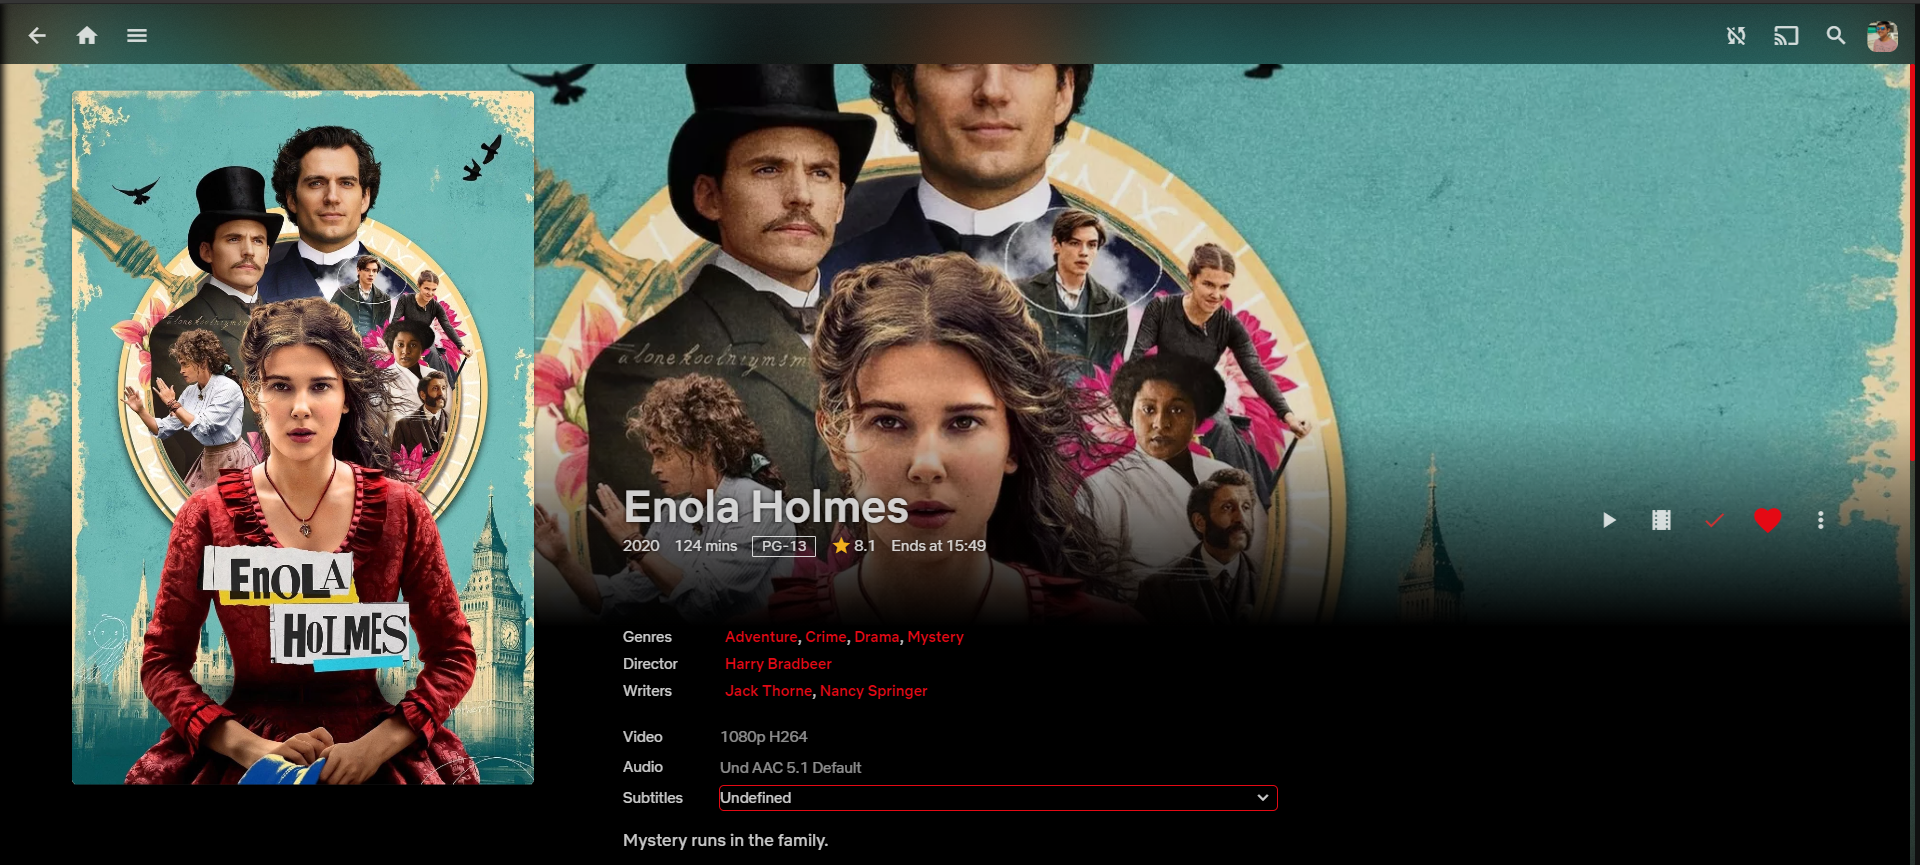 EnOLA
HoLMES
Enola Holmes
2020 124 mins PG-13 8.1 Ends at 15:49
Genres Adventure, Crime, Drama, Mystery
Director Harry Bradbeer
Writers Jack Thorne, Nancy Springer
Video 1080p H264
Audio Und AAC 5.1 Default
Subtitles Undefined
Mystery runs in the family.